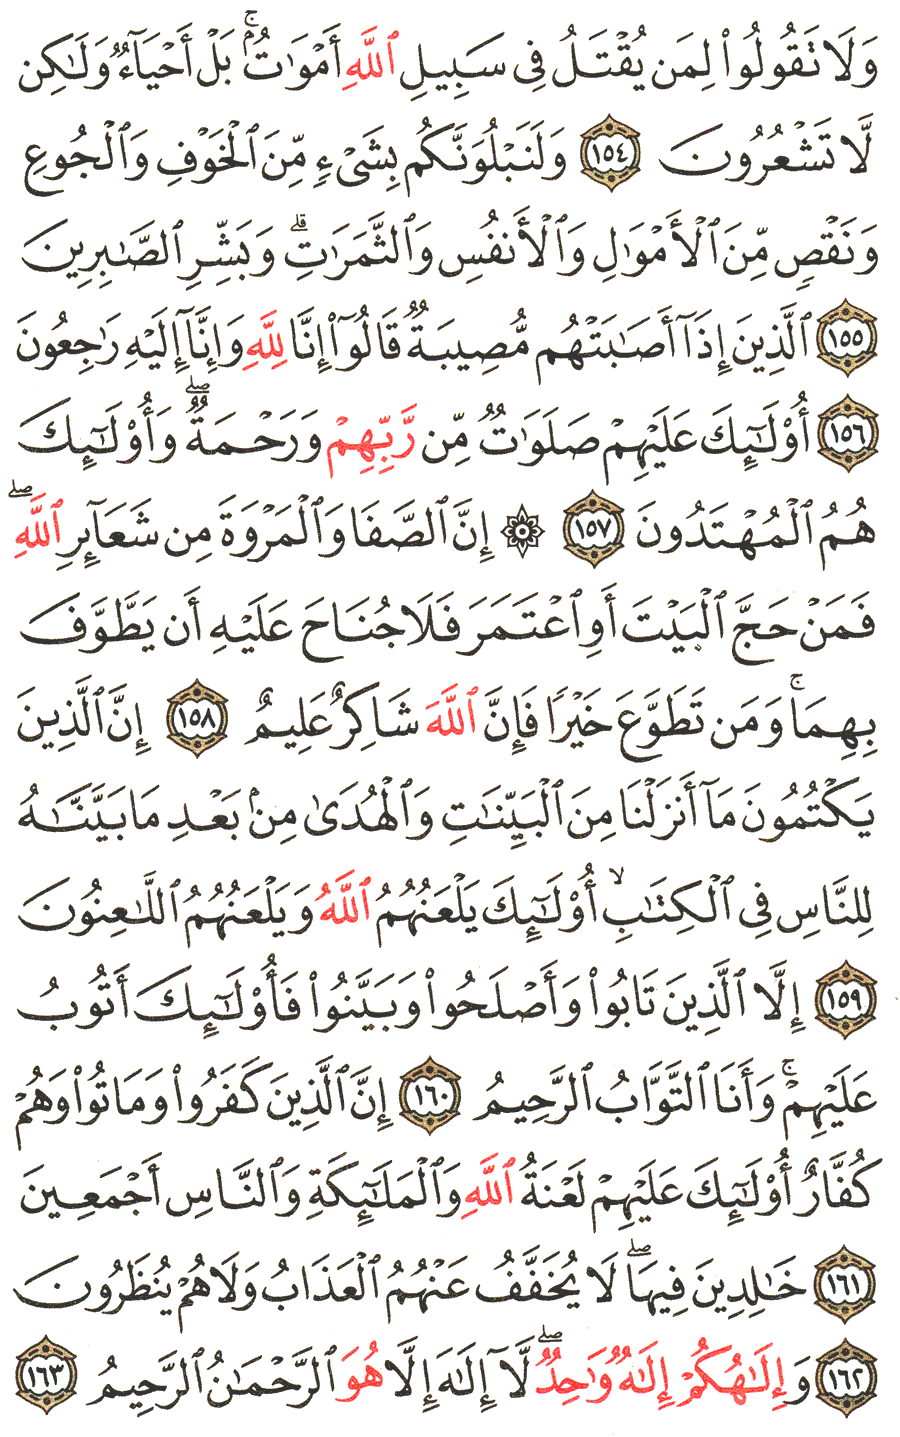 وَلَا تَقُولُوا۟ لِمَن يُقْتَلُ فِى سَبِيلِ ٱللَّهِ أَمْوَٰتٌۢ ۚ بَلْ أَحْيَآءٌ وَلَـٰكِن
لَّا تَشْعُرُونَ ١٥٤ وَلَنَبْلُوَنَّكُم بِشَىْءٍ مِّنَ ٱلْخَوْفِ وَٱلْجُوعِ
وَنَقْصٍ مِّنَ ٱلْأَمْوَٰلِ وَٱلْأَنفُسِ وَٱلثَّمَرَٰتِ ۗ وَبَشِّرِ ٱلصَّـٰبِرِينَ
١٥٥ ٱلَّذِينَ إِذَآ أَصَـٰبَتْهُم مُّصِيبَةٌ قَالُوٓا۟ إِنَّا لِلَّهِ وَإِنَّآ إِلَيْهِ رَٰجِعُونَ
١٥٦ أُو۟لَـٰٓئِكَ عَلَيْهِمْ صَلَوَٰتٌ مِّن رَّبِّهِمْ وَرَحْمَةٌ ۖ وَأُو۟لَـٰٓئِكَ
هُمُ ٱلْمُهْتَدُونَ ١٥٧ ۞ إِنَّ ٱلصَّفَا وَٱلْمَرْوَةَ مِن شَعَآئِرِ ٱللَّهِ ۖ
فَمَنْ حَجَّ ٱلْبَيْتَ أَوِ ٱعْتَمَرَ فَلَا جُنَاحَ عَلَيْهِ أَن يَطَّوَّفَ
بِهِمَا ۚ وَمَن تَطَوَّعَ خَيْرًا فَإِنَّ ٱللَّهَ شَاكِرٌ عَلِيمٌ ١٥٨ إِنَّ ٱلَّذِينَ
يَكْتُمُونَ مَآ أَنزَلْنَا مِنَ ٱلْبَيِّنَـٰتِ وَٱلْهُدَىٰ مِنۢ بَعْدِ مَا بَيَّنَّـٰهُ
لِلنَّاسِ فِى ٱلْكِتَـٰبِ ۙ أُو۟لَـٰٓئِكَ يَلْعَنُهُمُ ٱللَّهُ وَيَلْعَنُهُمُ ٱللَّـٰعِنُونَ
١٥٩ إِلَّا ٱلَّذِينَ تَابُوا۟ وَأَصْلَحُوا۟ وَبَيَّنُوا۟ فَأُو۟لَـٰٓئِكَ أَتُوبُ
عَلَيْهِمْ ۚ وَأَنَا ٱلتَّوَّابُ ٱلرَّحِيمُ ١٦٠ إِنَّ ٱلَّذِينَ كَفَرُوا۟ وَمَاتُوا۟ وَهُمْ
كُفَّارٌ أُو۟لَـٰٓئِكَ عَلَيْهِمْ لَعْنَةُ ٱللَّهِ وَٱلْمَلَـٰٓئِكَةِ وَٱلنَّاسِ أَجْمَعِينَ
١٦١ خَـٰلِدِينَ فِيهَا ۖ لَا يُخَفَّفُ عَنْهُمُ ٱلْعَذَابُ وَلَا هُمْ يُنظَرُونَ
١٦٢ وَإِلَـٰهُكُمْ إِلَـٰهٌ وَٰحِدٌ ۖ لَّآ إِلَـٰهَ إِلَّا هُوَ ٱلرَّحْمَـٰنُ ٱلرَّحِيمُ ١٦٣